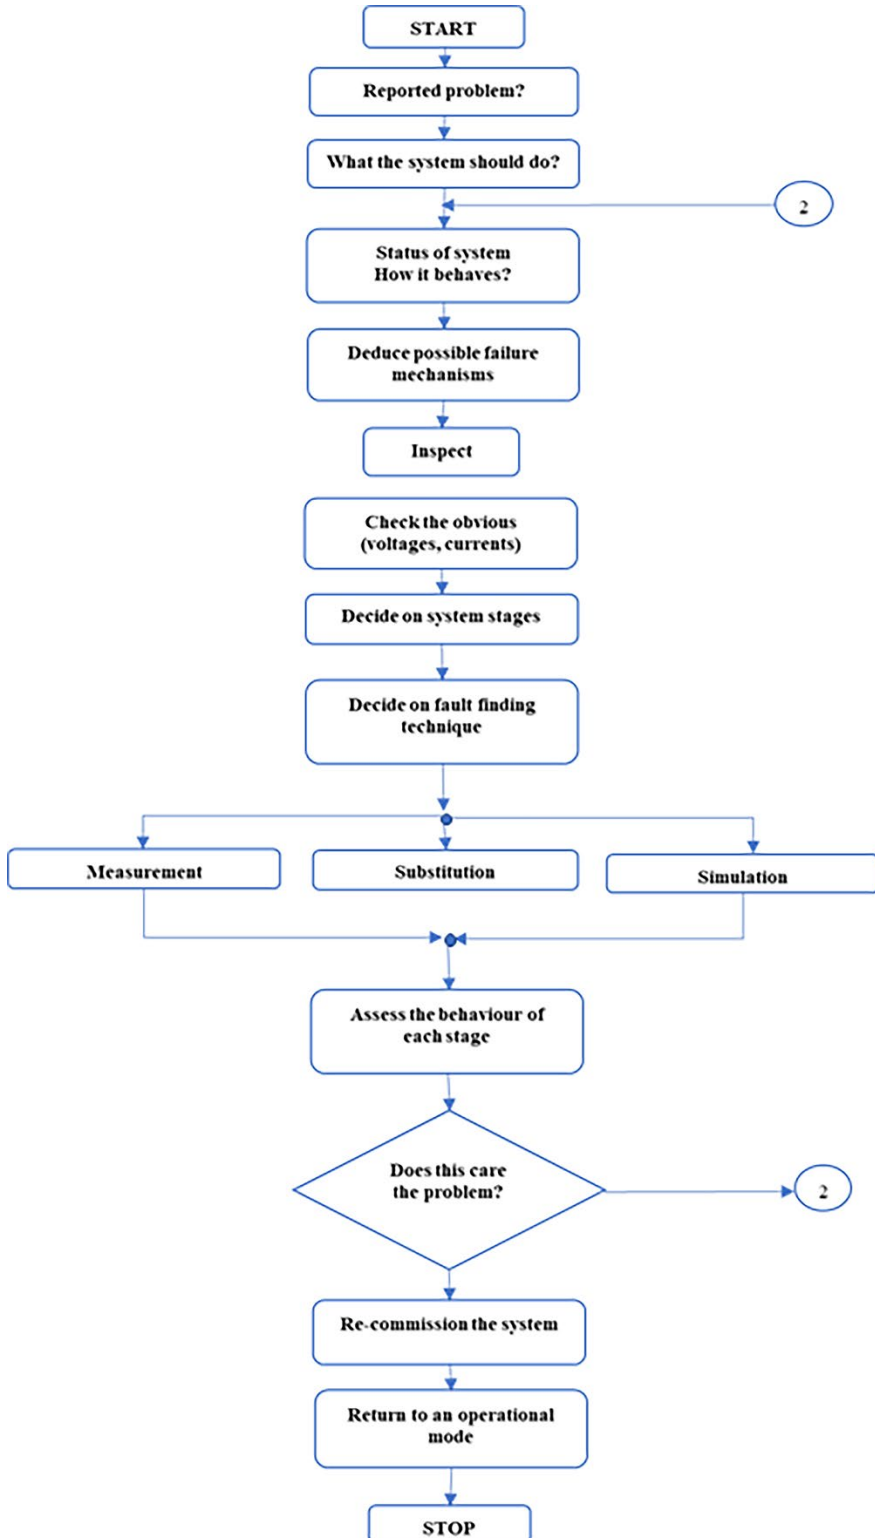 START
Reported problem?
What the system should do?
2
Status of system
How it behaves?
Deduce possible failure
mechanisms
Inspect
Check the obvious
(voltages, currents)
Decide on system stages
Decide on fault finding
technique
Measurement
Substitution
Simulation
Assess the behaviour of
each stage
Does this care
the problem?
2
Re-commission the system
Return to an operational
mode
STOP